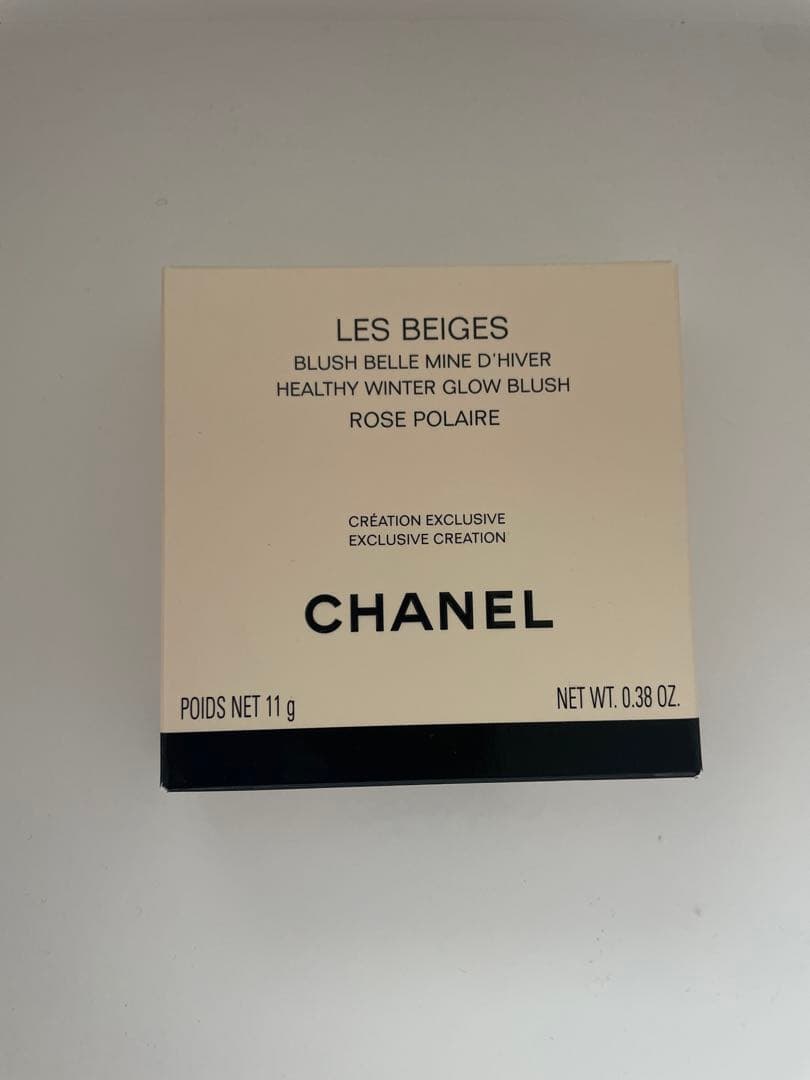 LES BEIGES
BLUSH BELLE MINE D'HIVER
HEALTHY WINTER GLOW BLUSH
ROSE POLAIRE
CRÉATION EXCLUSIVE
EXCLUSIVE CREATION
CHANEL
POIDS NET 11 g
NET WT. 0.38 OZ.